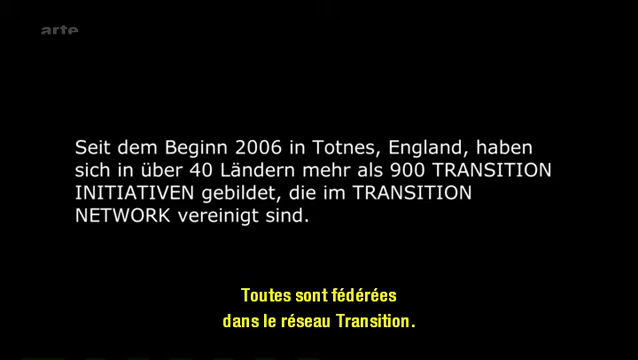 arte
Seit dem Beginn 2006 in Totnes, England, haben
sich in über 40 Ländern mehr als 900 TRANSITION
INITIATIVEN gebildet, die im TRANSITION
NETWORK vereinigt sind.
Toutes sont fédérées
dans le réseau Transition.